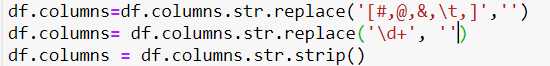 df.columns=df.columns.str.replace('[#,@,&,\t,]','')
df.columns= df.columns.str.replace('\d+', '')
df.columns = df.columns.str.strip()